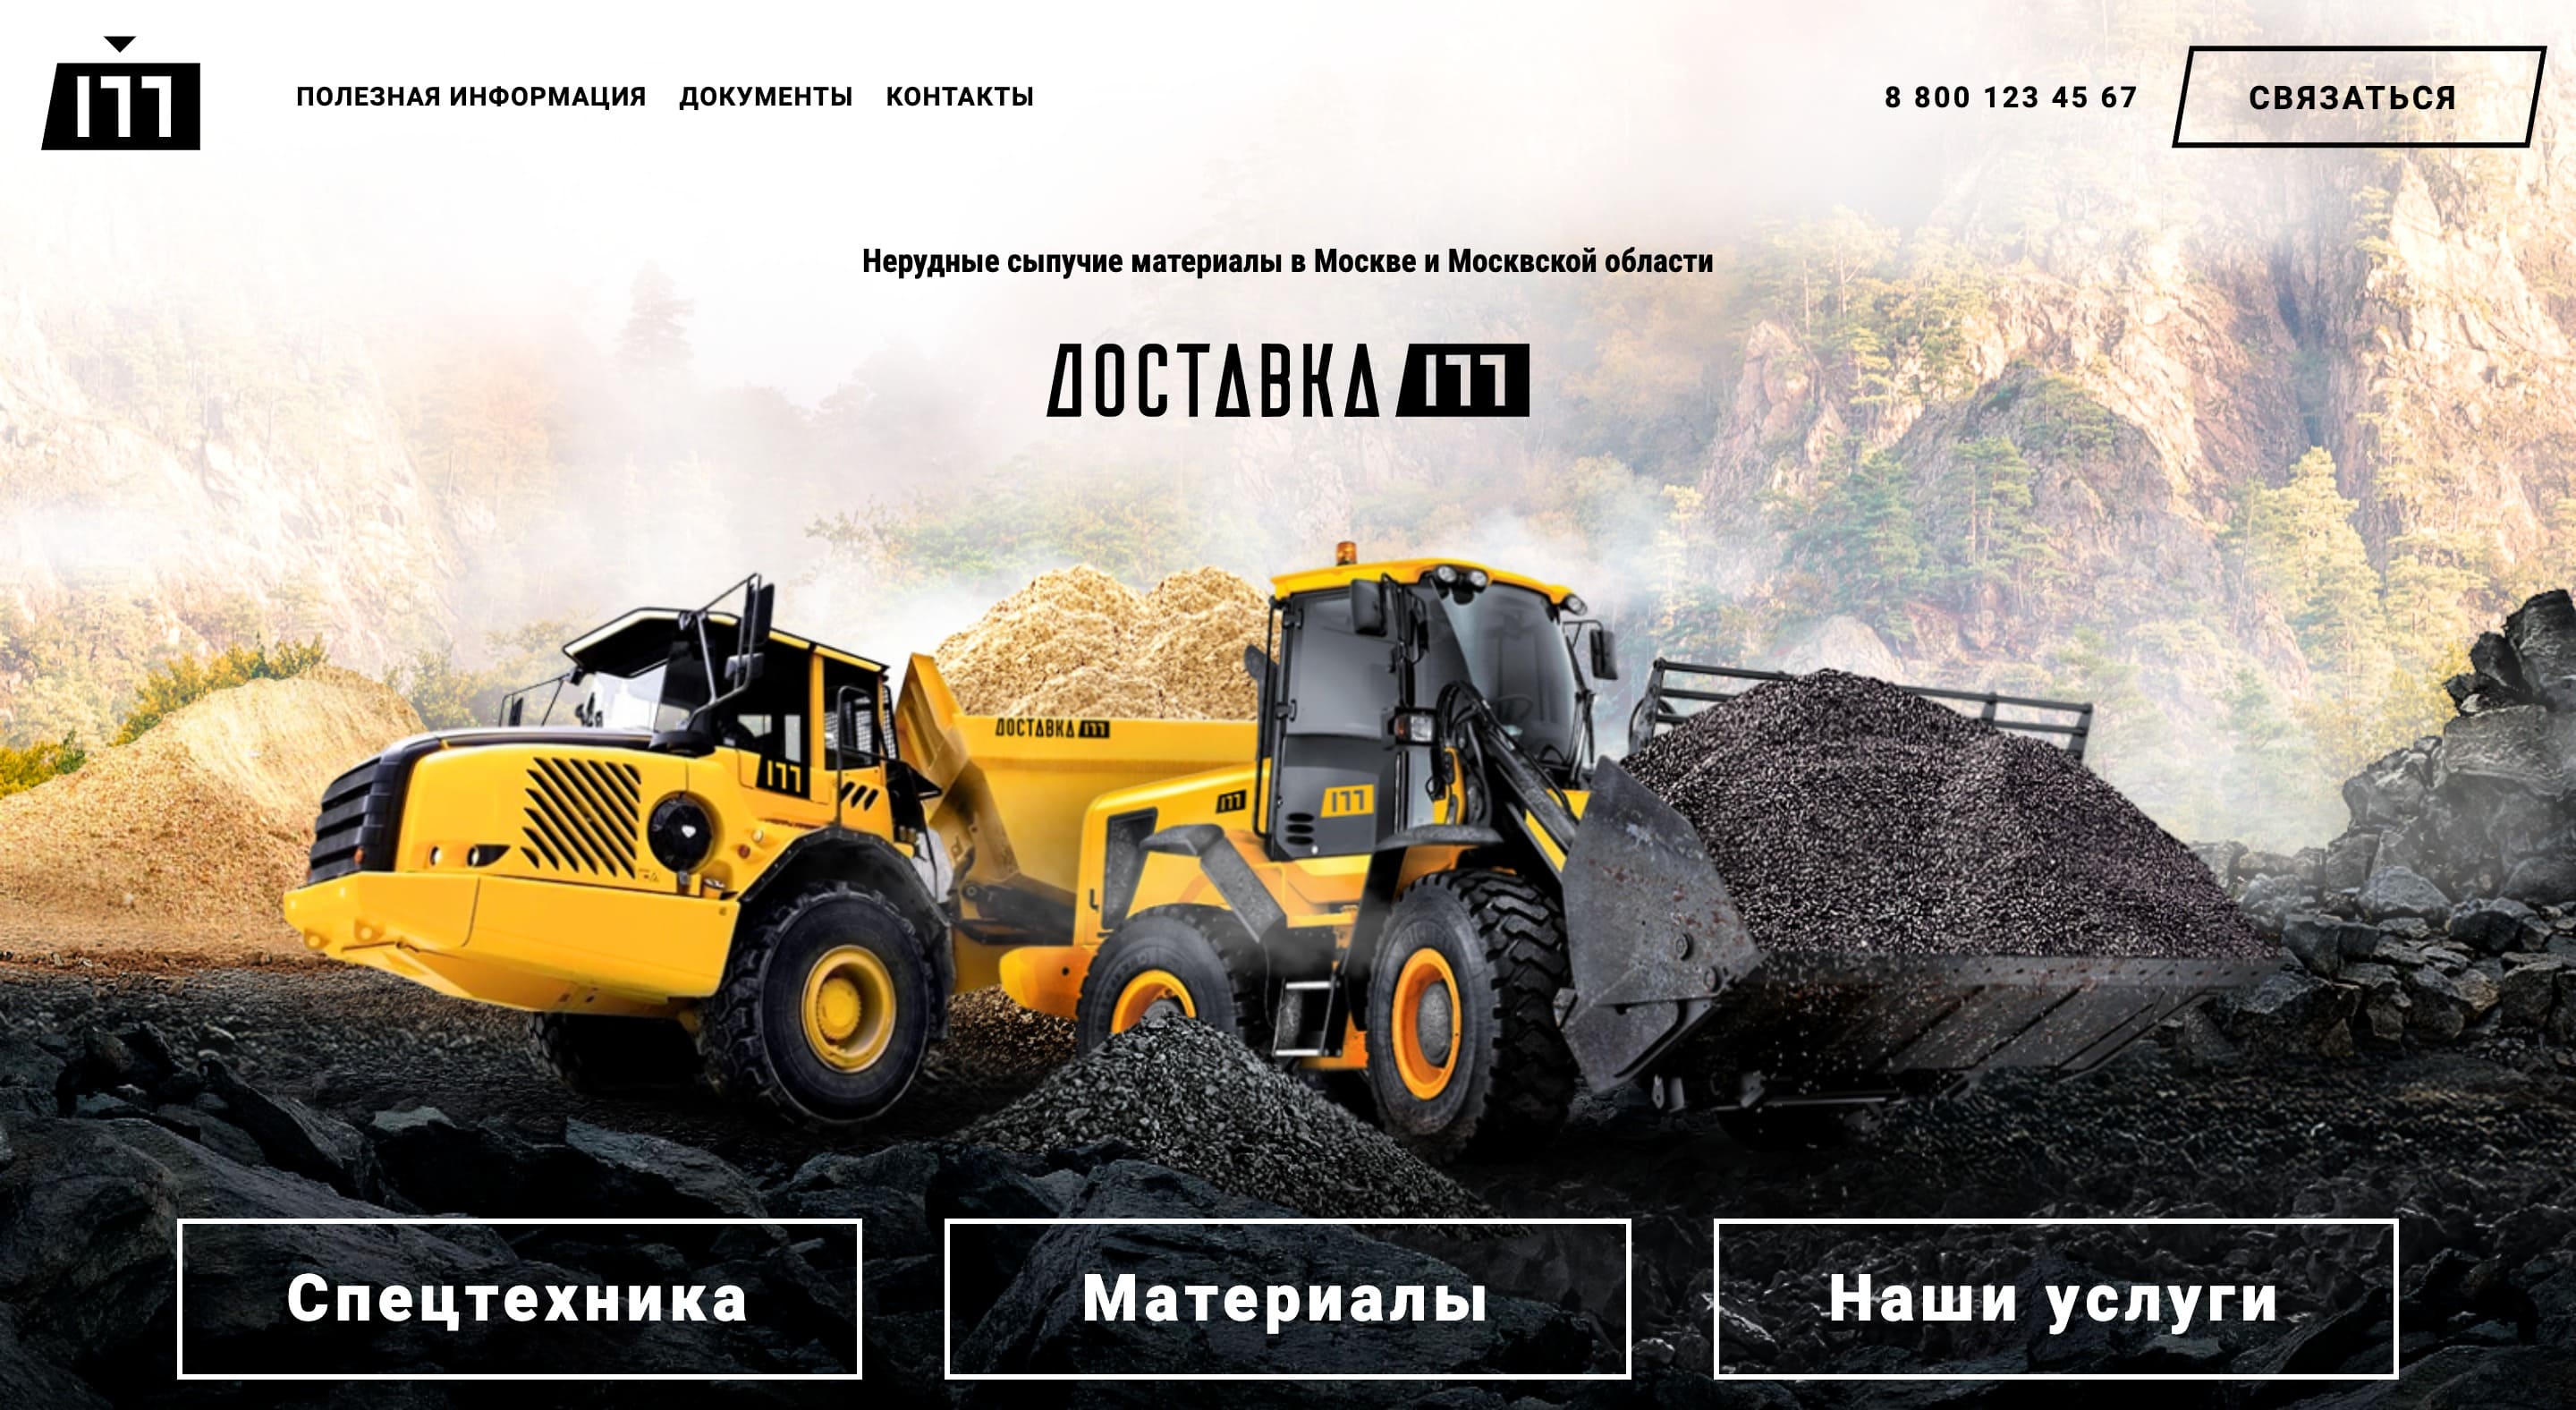 177
ПОЛЕЗНАЯ ИНФОРМАЦИЯ ДОКУМЕНТЫ КОНТАКТЫ
8 800 123 45 67
СВЯЗАТЬСЯ
Нерудные сыпучие материалы в Москве и Москвской области
ДОСТАВКА 177
ДОСТАВКА 177
177
177
177
Спецтехника
Материалы
Наши услуги